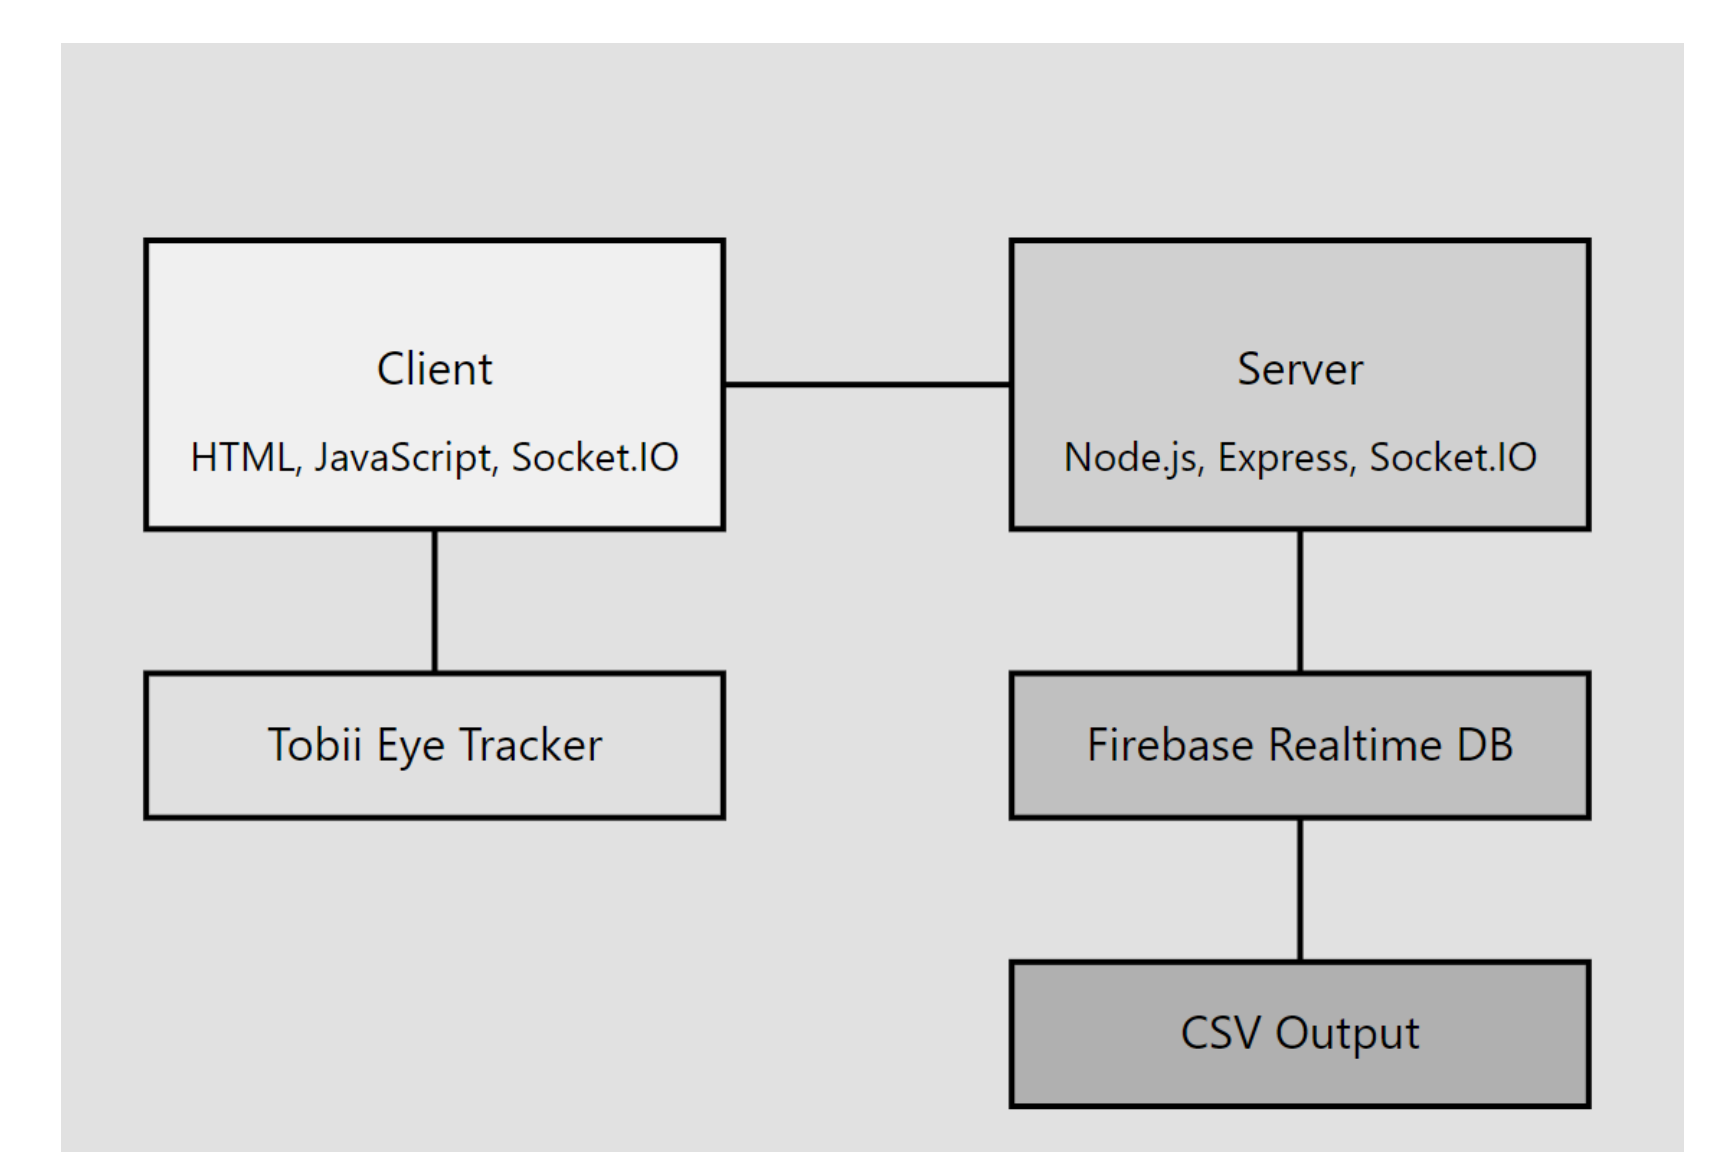 Client
HTML, JavaScript, Socket.IO
Server
Node.js, Express, Socket.IO
Tobii Eye Tracker
Firebase Realtime DB
CSV Output